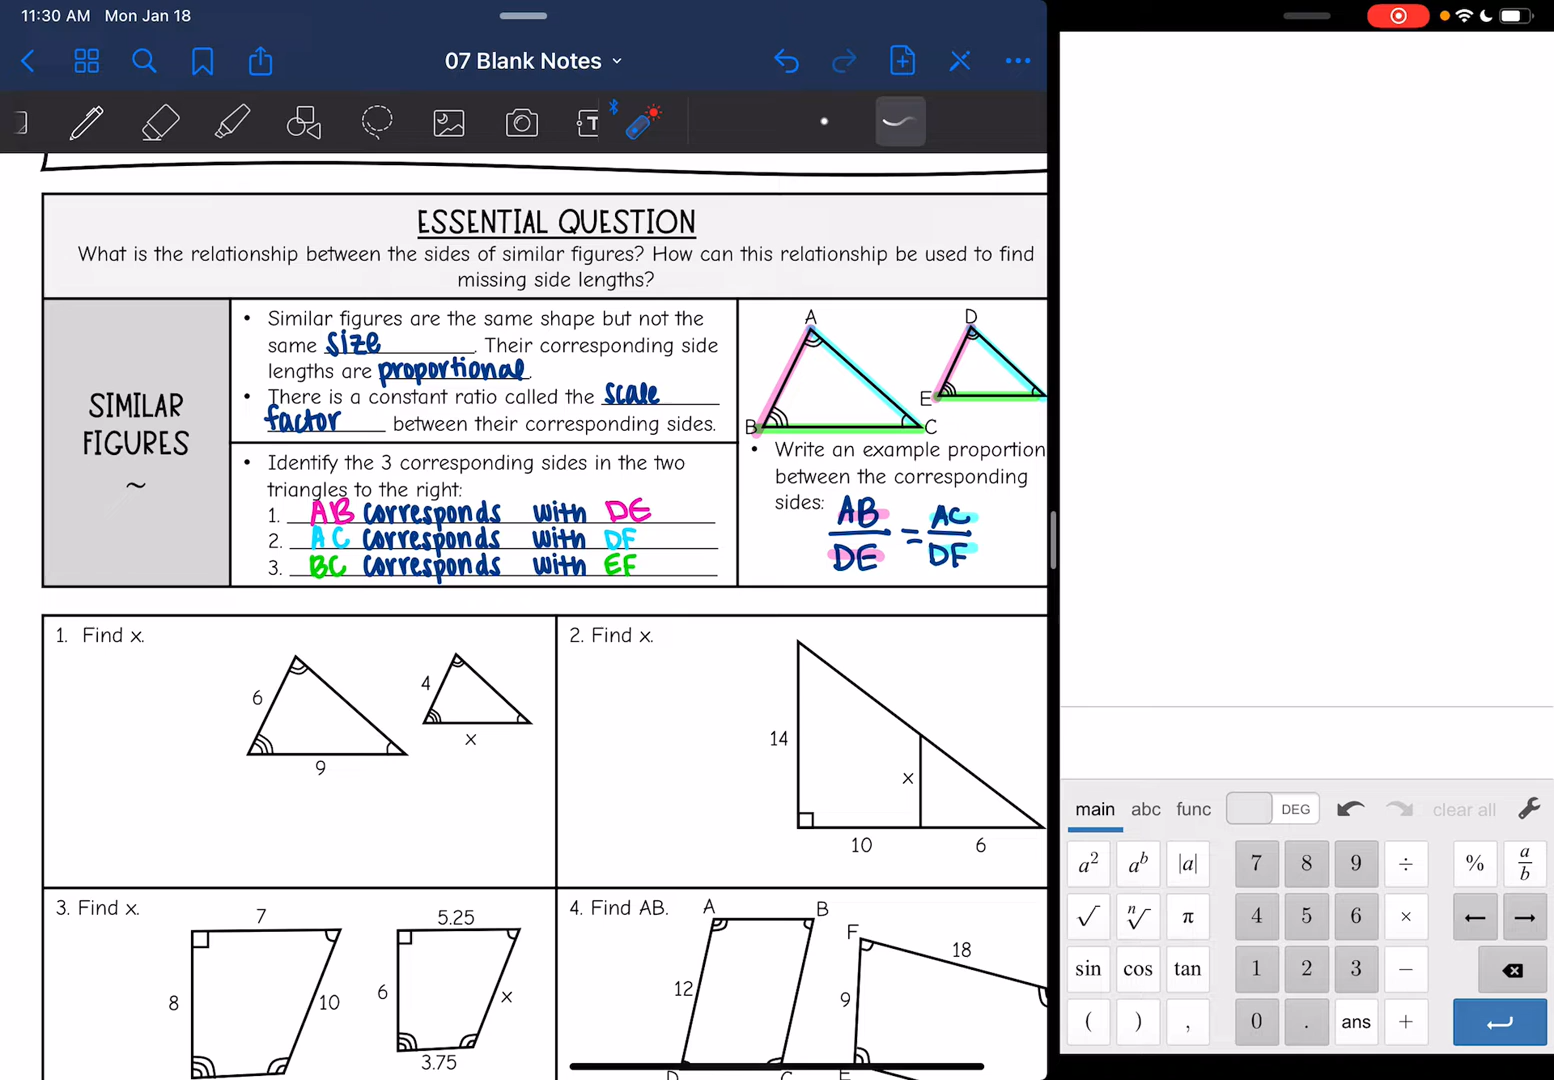 11:30 AM Mon Jan 18
07 Blank Notes
T
ESSENTIAL QUESTION
What is the relationship between the sides of similar figures? How can this relationship be used to find
missing side lengths?
SIMILAR
FIGURES
~
• Similar figures are the same shape but not the
same size. Their corresponding side
lengths are proportional.
• There is a constant ratio called the scale
factor between their corresponding sides.
• Identify the 3 corresponding sides in the two
triangles to the right:
1. AB corresponds with DE
2. AC corresponds with DF
3. BC corresponds with EF
A
B
C
D
E
• Write an example proportion
between the corresponding
sides:
AB/DE = AC/DF
1. Find x.
6
9
4
x
2. Find x.
14
x
10
6
3. Find x.
7
8
10
5.25
6
x
3.75
4. Find AB.
A
B
12
F
18
9
main abc func DEG clear all
a² aᵇ |a| 7 8 9 ÷ % a/b
√ ⁿ√ π 4 5 6 × ← →
sin cos tan 1 2 3 −
( ) , 0 . ans +